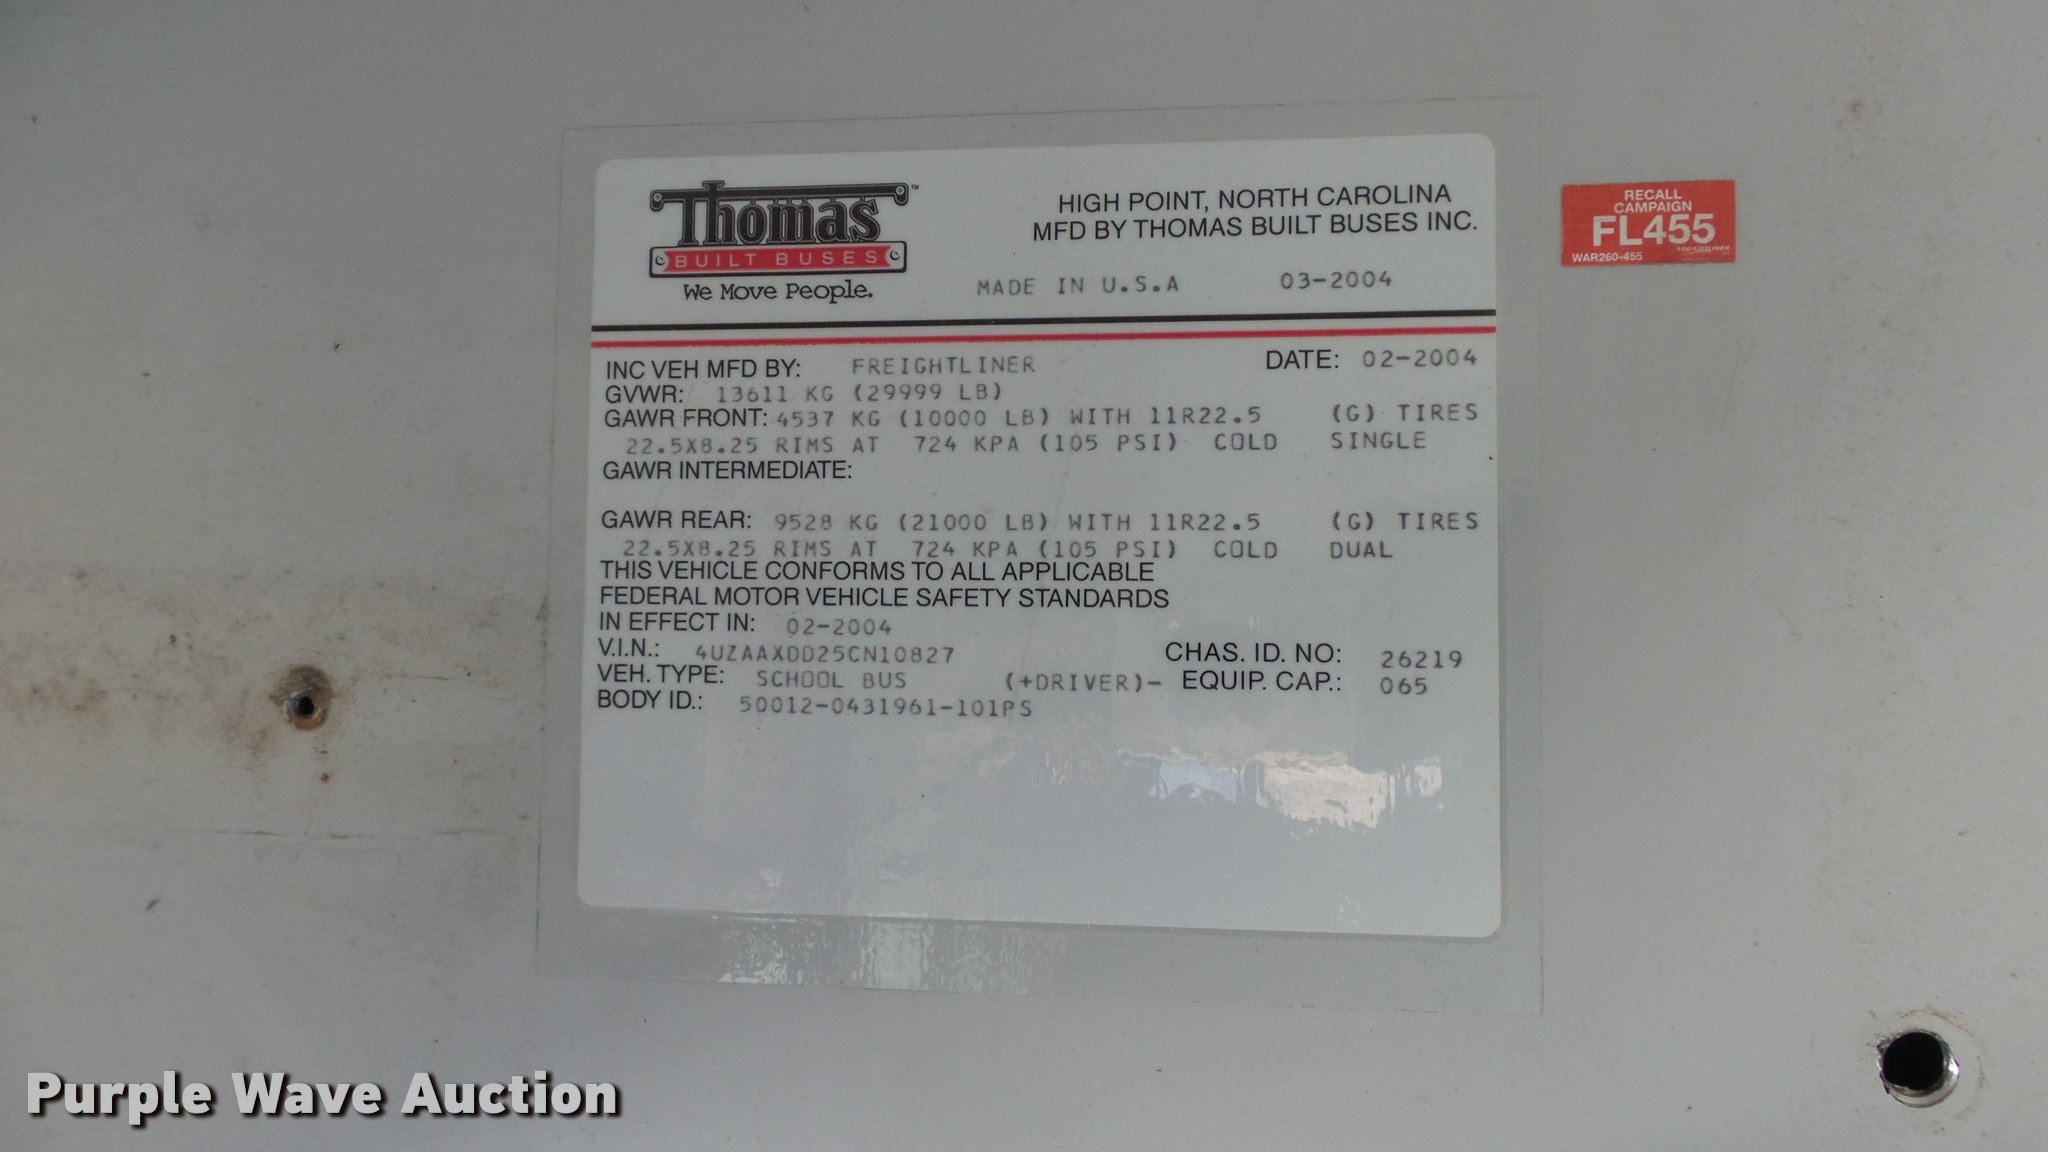 Thomas™
BUILT BUSES
We Move People.
HIGH POINT, NORTH CAROLINA
MFD BY THOMAS BUILT BUSES INC.
MADE IN U.S.A 03-2004
RECALL
CAMPAIGN
FL455
FREIGHTLINER
WAR260-455
INC VEH MFD BY: FREIGHTLINER DATE: 02-2004
GVWR: 13611 KG (29999 LB)
GAWR FRONT: 4537 KG (10000 LB) WITH 11R22.5 (G) TIRES
22.5X8.25 RIMS AT 724 KPA (105 PSI) COLD SINGLE
GAWR INTERMEDIATE:
GAWR REAR: 9528 KG (21000 LB) WITH 11R22.5 (G) TIRES
22.5X8.25 RIMS AT 724 KPA (105 PSI) COLD DUAL
THIS VEHICLE CONFORMS TO ALL APPLICABLE
FEDERAL MOTOR VEHICLE SAFETY STANDARDS
IN EFFECT IN: 02-2004
V.I.N.: 4UZAAXDD25CN10827 CHAS. ID. NO: 26219
VEH. TYPE: SCHOOL BUS (+DRIVER)- EQUIP. CAP.: 065
BODY ID.: 50012-0431961-101PS
Purple Wave Auction